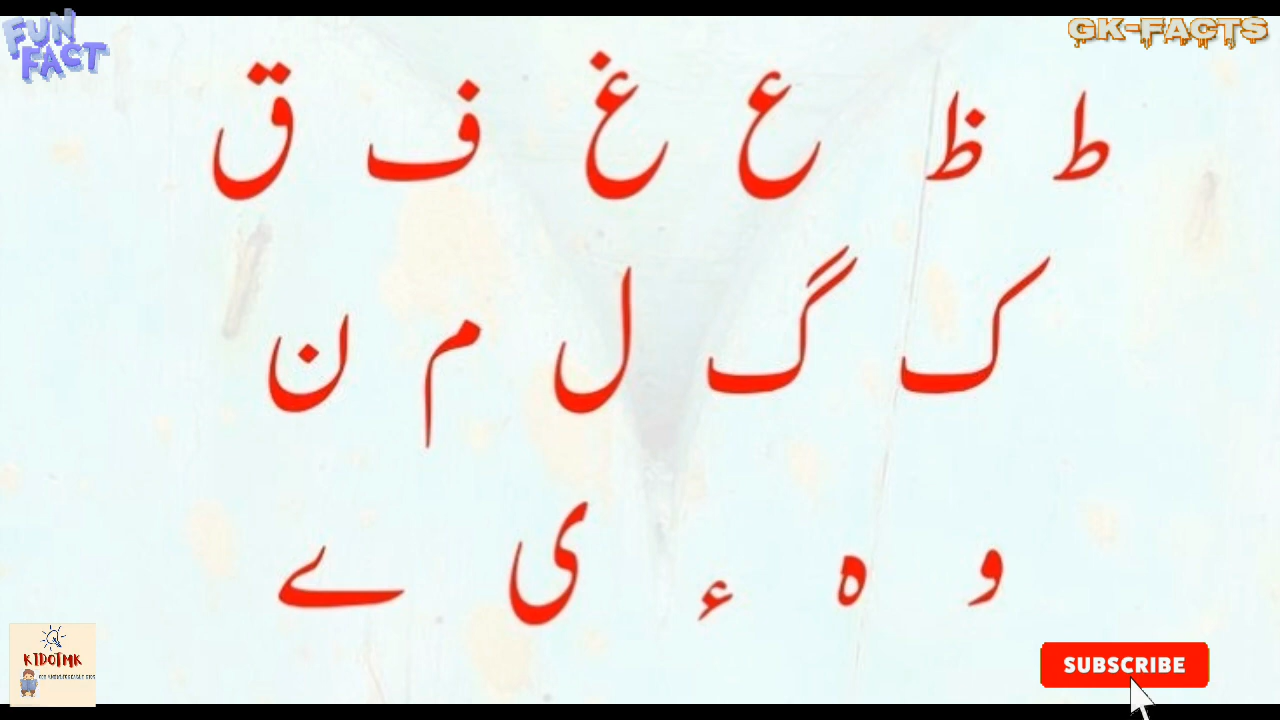 FUN
FACT
GK-FACTS
ط ظ ع غ ف ق
ک گ ل م ن
و ہ ء ی ے
KIDOTMK
SUBSCRIBE